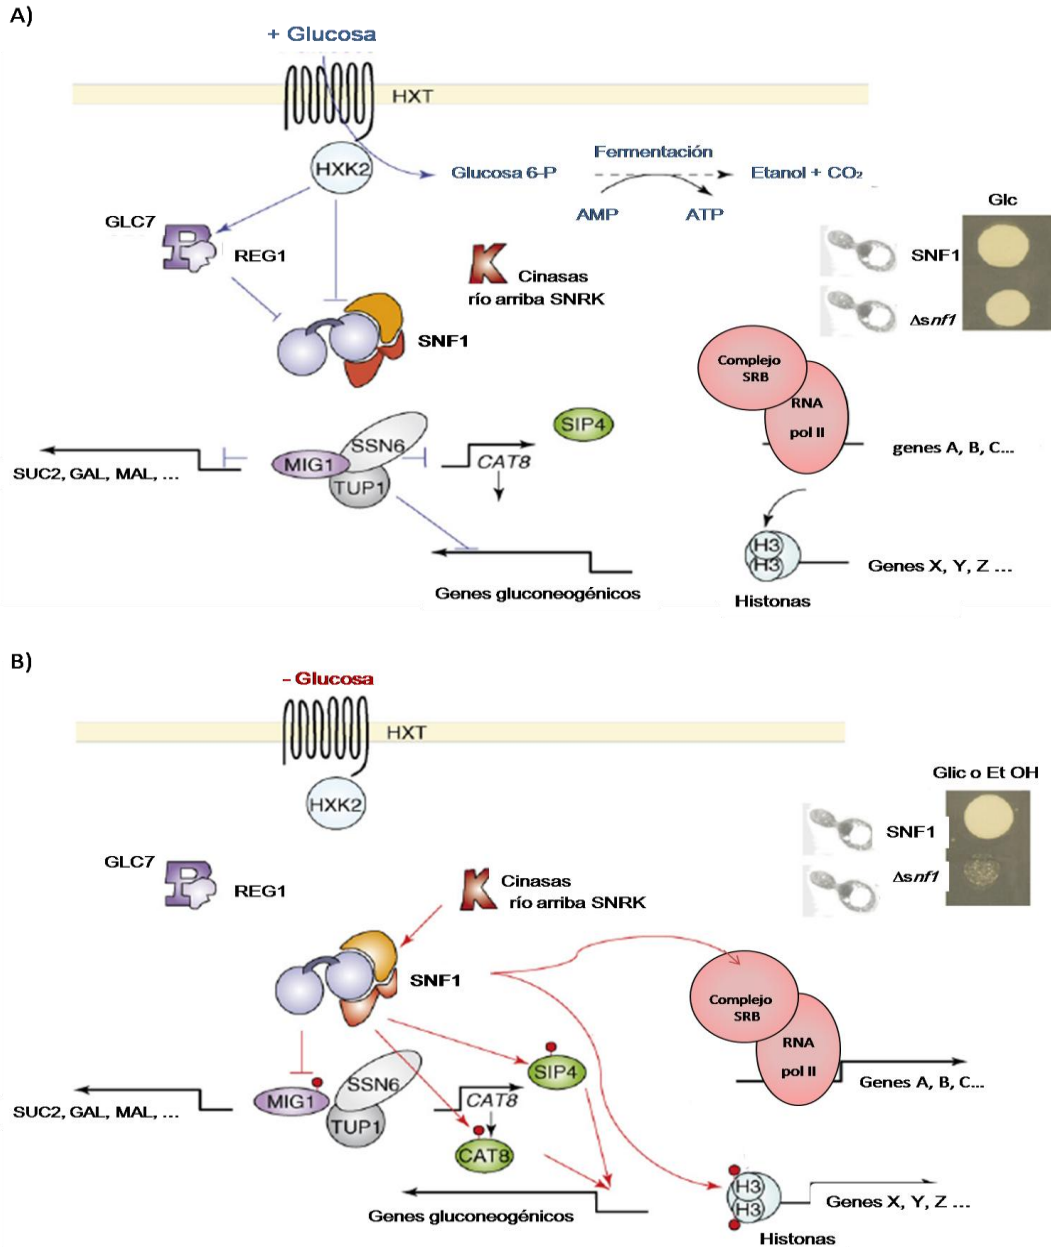 A)
+ Glucosa
HXT
HXK2
Glucosa 6-P
Fermentación
Etanol + CO₂
AMP
ATP
Glc
SNF1
Δsnf1
GLC7
REG1
Cinasas
río arriba SNRK
SNF1
Complejo
SRB
RNA
pol II
genes A, B, C...
SIP4
SSN6
MIG1
TUP1
CAT8
SUC2, GAL, MAL, ...
H3
H3
Genes X, Y, Z ...
Genes gluconeogénicos
Histonas
B)
– Glucosa
HXT
HXK2
Glic o Et OH
SNF1
Δsnf1
GLC7
REG1
Cinasas
río arriba SNRK
SNF1
Complejo
SRB
RNA
pol II
Genes A, B, C...
SIP4
SSN6
MIG1
TUP1
CAT8
CAT8
SUC2, GAL, MAL, ...
H3
H3
Genes X, Y, Z ...
Genes gluconeogénicos
Histonas